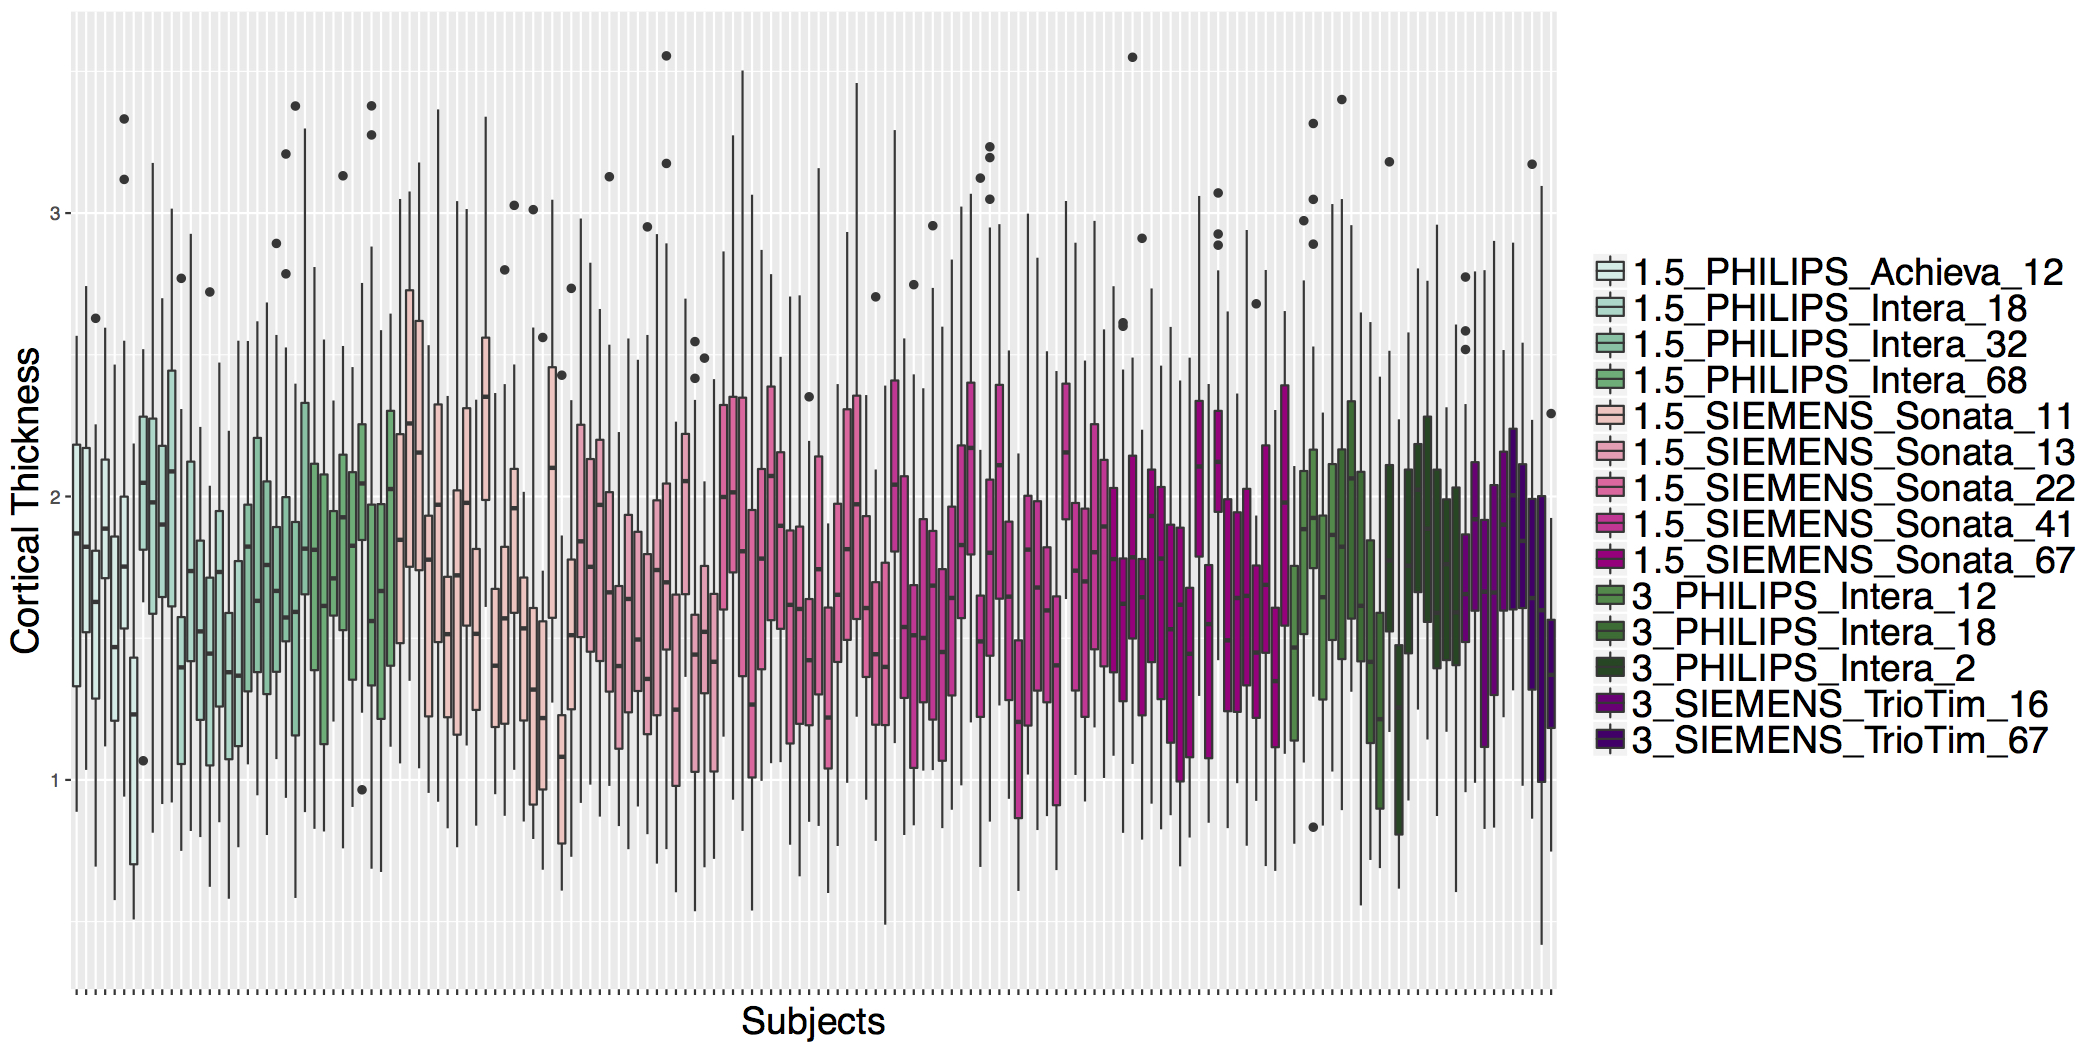 Cortical Thickness
3
2
1
Subjects
1.5_PHILIPS_Achieva_12
1.5_PHILIPS_Intera_18
1.5_PHILIPS_Intera_32
1.5_PHILIPS_Intera_68
1.5_SIEMENS_Sonata_11
1.5_SIEMENS_Sonata_13
1.5_SIEMENS_Sonata_22
1.5_SIEMENS_Sonata_41
1.5_SIEMENS_Sonata_67
3_PHILIPS_Intera_12
3_PHILIPS_Intera_18
3_PHILIPS_Intera_2
3_SIEMENS_TrioTim_16
3_SIEMENS_TrioTim_67